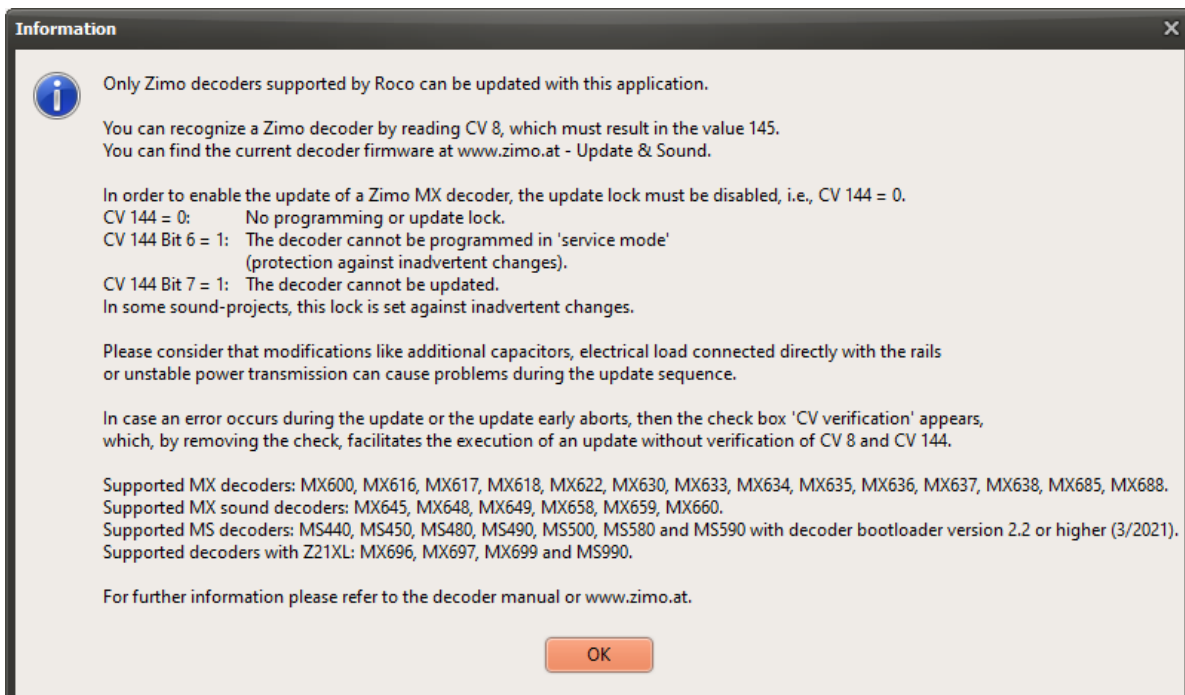 Information
Only Zimo decoders supported by Roco can be updated with this application.
You can recognize a Zimo decoder by reading CV 8, which must result in the value 145.
You can find the current decoder firmware at www.zimo.at - Update & Sound.
In order to enable the update of a Zimo MX decoder, the update lock must be disabled, i.e., CV 144 = 0.
CV 144 = 0: No programming or update lock.
CV 144 Bit 6 = 1: The decoder cannot be programmed in 'service mode'
(protection against inadvertent changes).
CV 144 Bit 7 = 1: The decoder cannot be updated.
In some sound-projects, this lock is set against inadvertent changes.
Please consider that modifications like additional capacitors, electrical load connected directly with the rails
or unstable power transmission can cause problems during the update sequence.
In case an error occurs during the update or the update early aborts, then the check box 'CV verification' appears,
which, by removing the check, facilitates the execution of an update without verification of CV 8 and CV 144.
Supported MX decoders: MX600, MX616, MX617, MX618, MX622, MX630, MX633, MX634, MX635, MX636, MX637, MX638, MX685, MX688.
Supported MX sound decoders: MX645, MX648, MX649, MX658, MX659, MX660.
Supported MS decoders: MS440, MS450, MS480, MS490, MS500, MS580 and MS590 with decoder bootloader version 2.2 or higher (3/2021).
Supported decoders with Z21XL: MX696, MX697, MX699 and MS990.
For further information please refer to the decoder manual or www.zimo.at.
OK